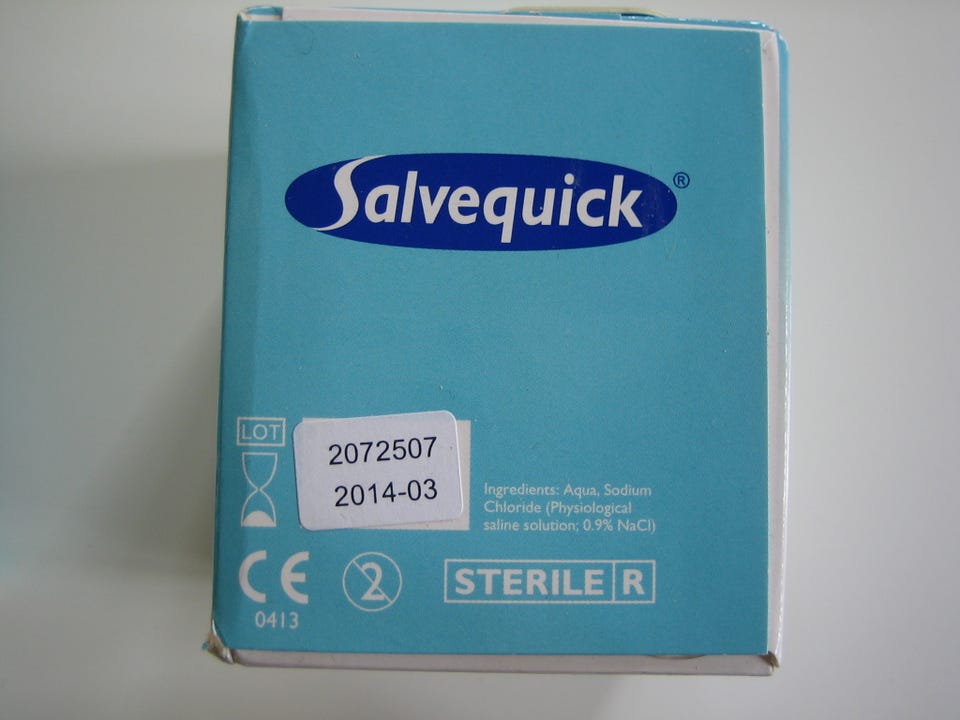 Salvequick®
LOT
2072507
2014-03
Ingredients: Aqua, Sodium
Chloride (Physiological
saline solution; 0.9% NaCl)
CE
0413
2
STERILE R